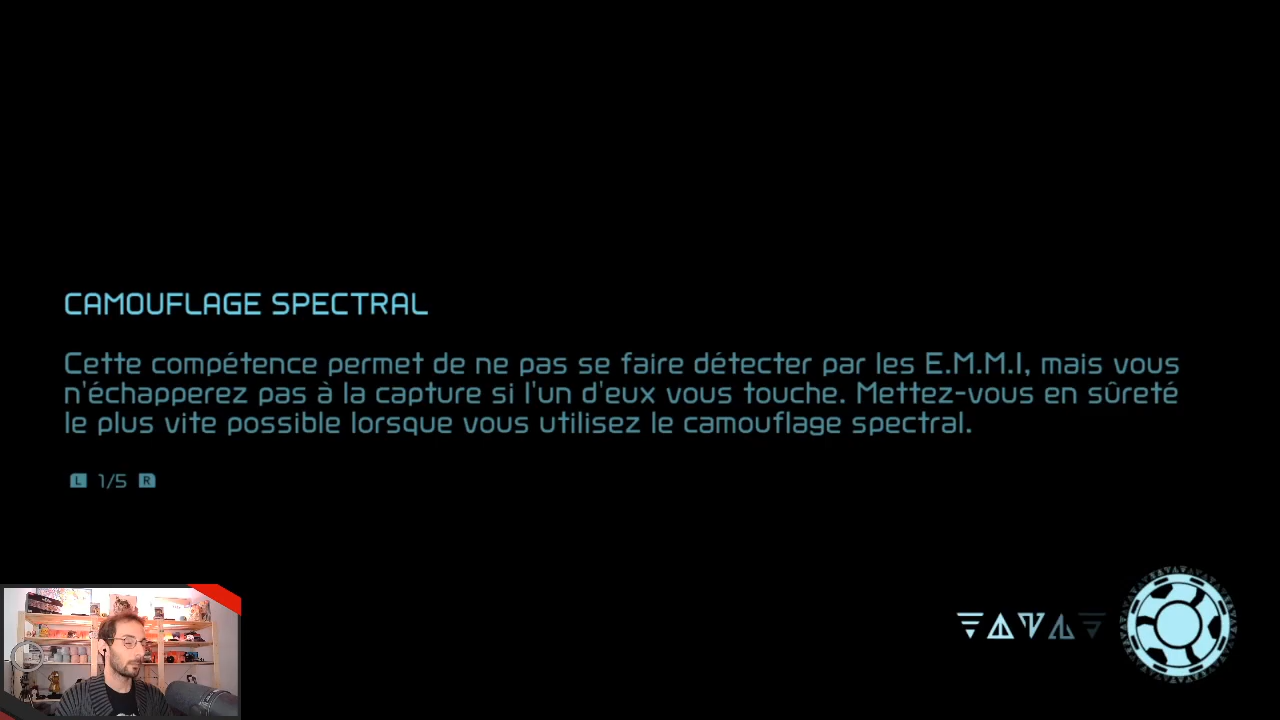 CAMOUFLAGE SPECTRAL
Cette compétence permet de ne pas se faire détecter par les E.M.M.I, mais vous
n'échapperez pas à la capture si l'un d'eux vous touche. Mettez-vous en sûreté
le plus vite possible lorsque vous utilisez le camouflage spectral.
L 1/5 R